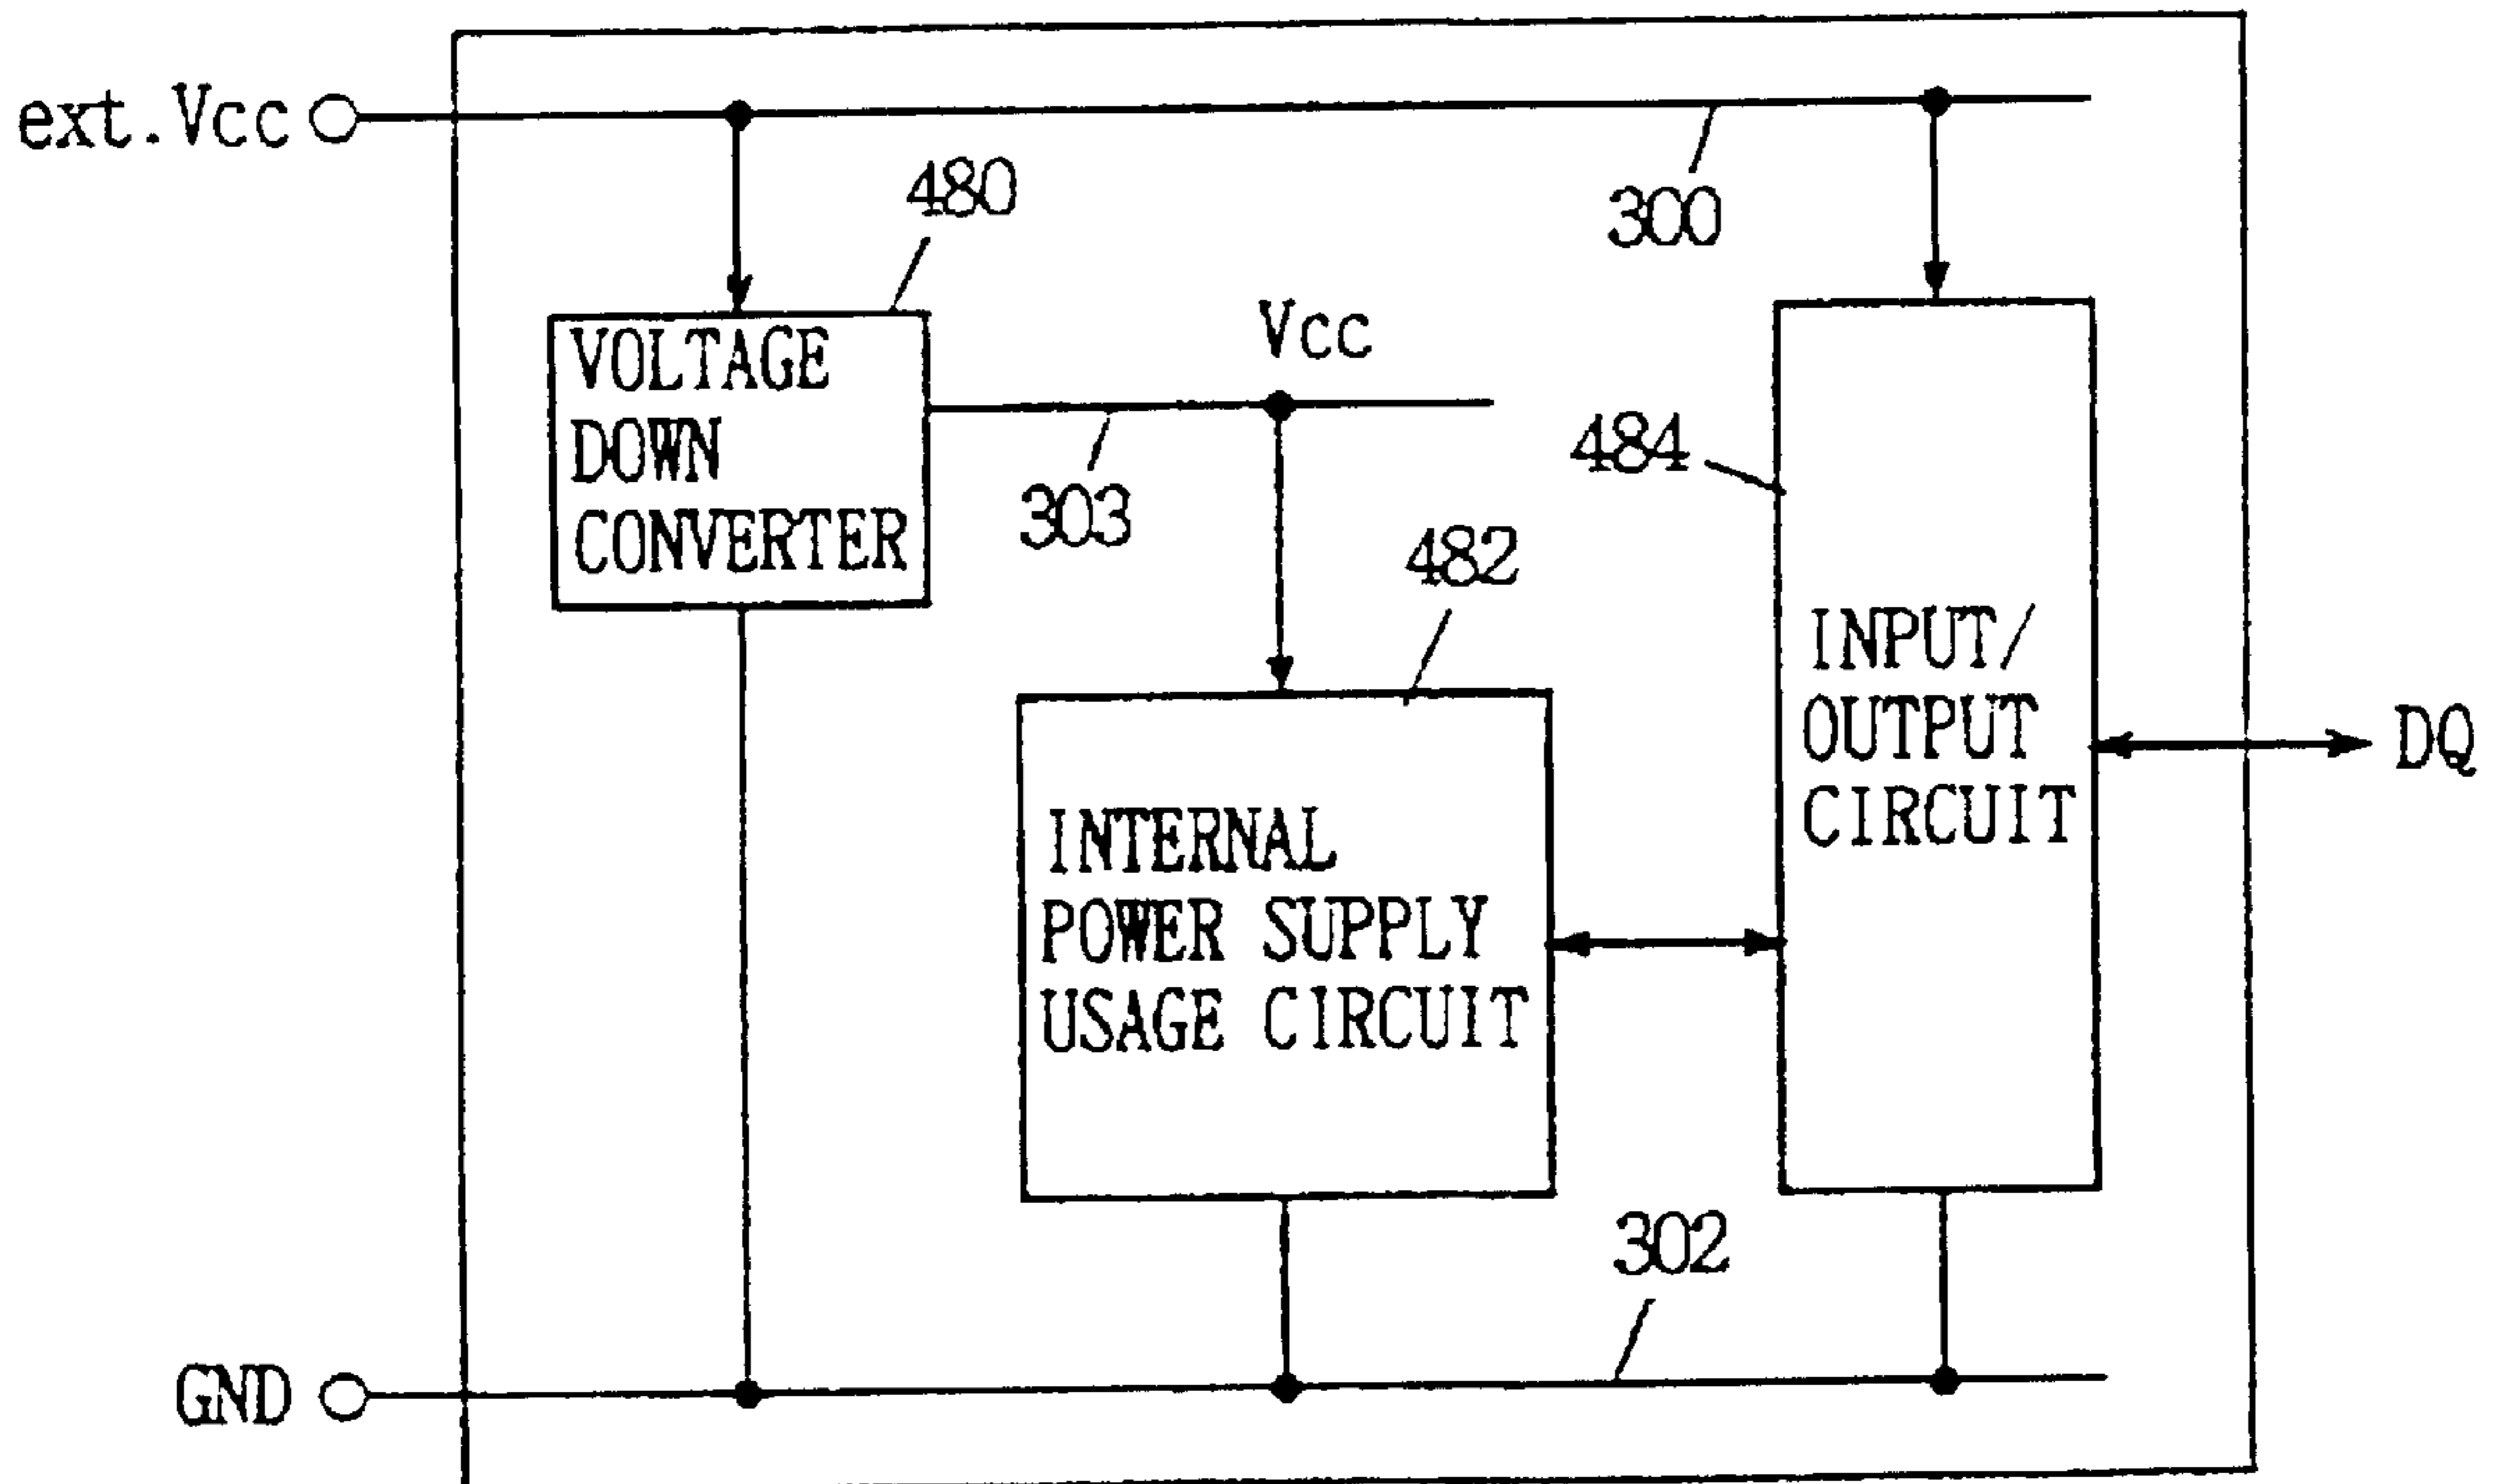 ext.Vcc
480
300
VOLTAGE
DOWN
CONVERTER
Vcc
303
484
482
INPUT/
OUTPUT
CIRCUIT
DQ
INTERNAL
POWER SUPPLY
USAGE CIRCUIT
302
GND